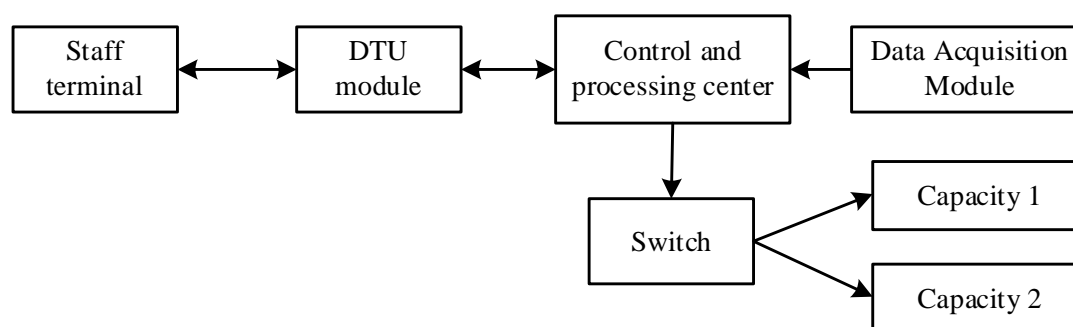 Staff
terminal
DTU
module
Control and
processing center
Data Acquisition
Module
Switch
Capacity 1
Capacity 2